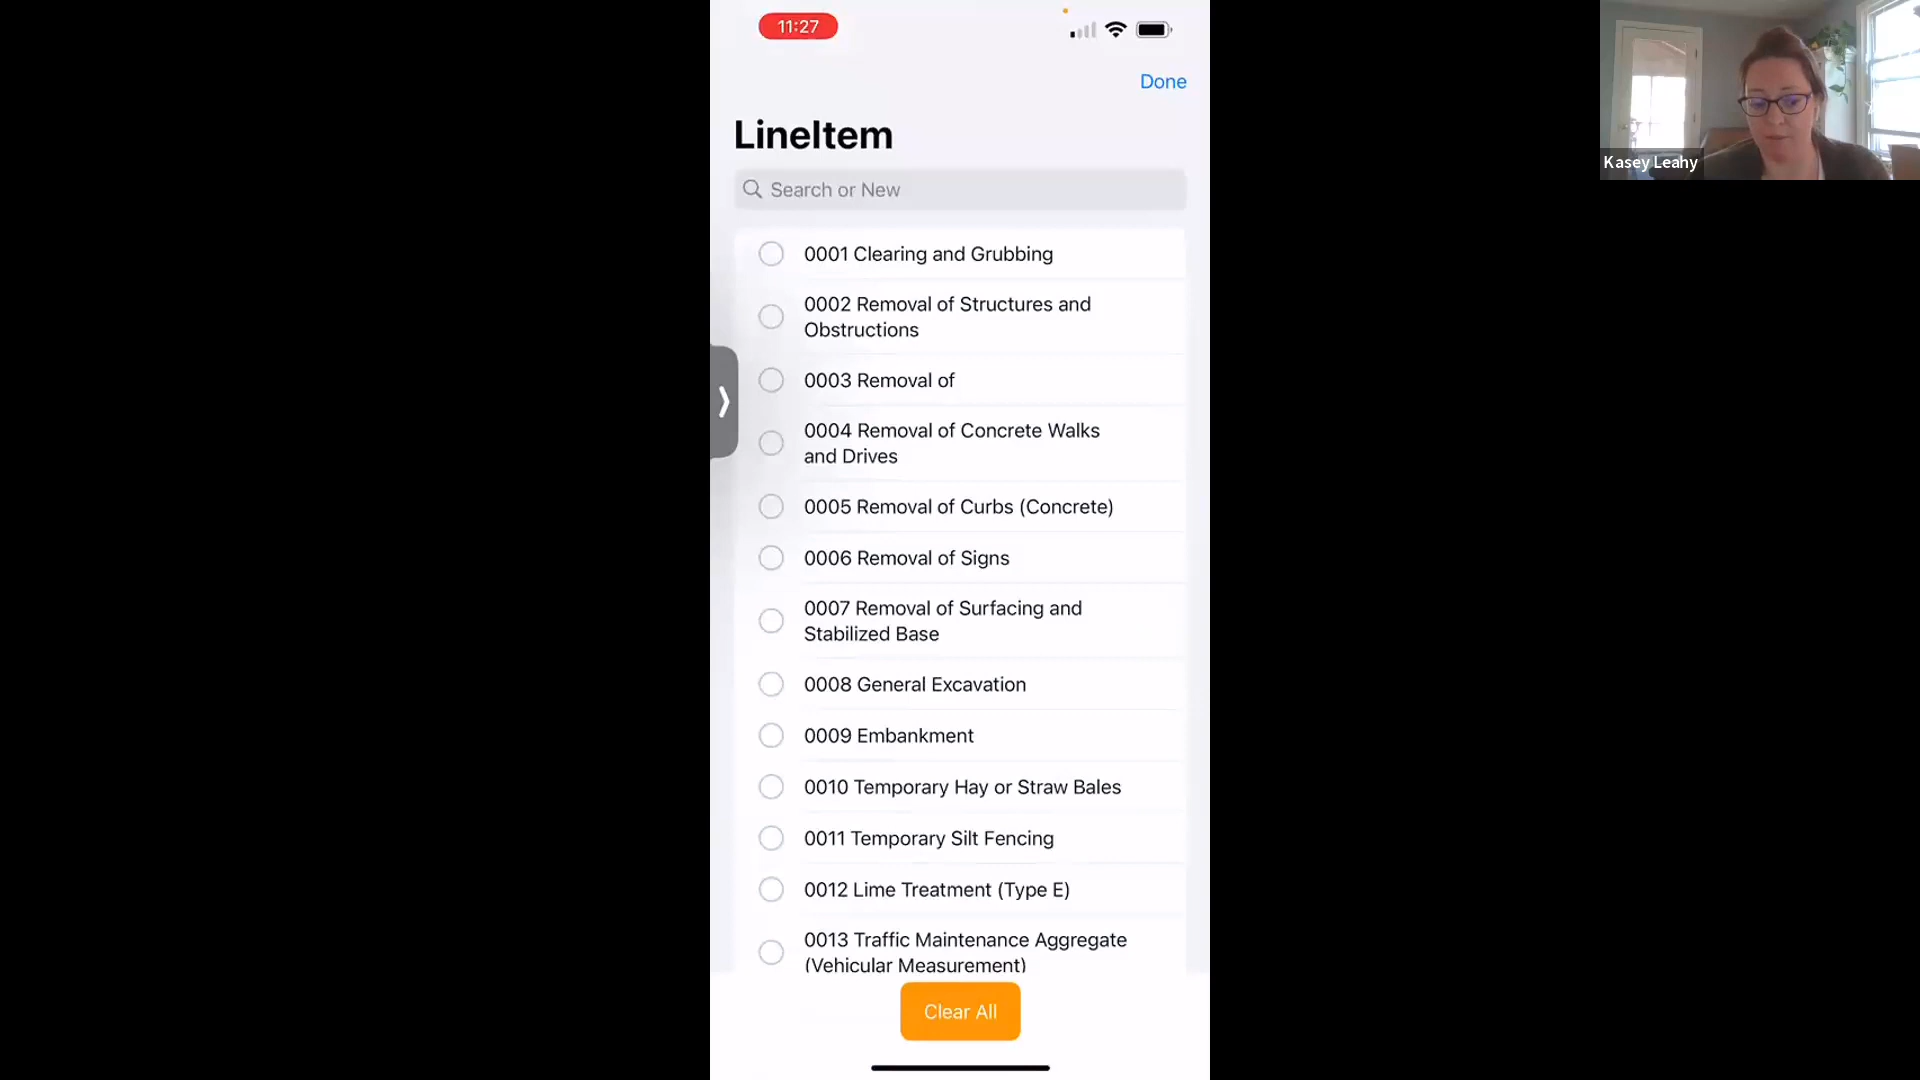 11:27
Done
LineItem
Search or New
0001 Clearing and Grubbing
0002 Removal of Structures and
Obstructions
0003 Removal of
0004 Removal of Concrete Walks
and Drives
0005 Removal of Curbs (Concrete)
0006 Removal of Signs
0007 Removal of Surfacing and
Stabilized Base
0008 General Excavation
0009 Embankment
0010 Temporary Hay or Straw Bales
0011 Temporary Silt Fencing
0012 Lime Treatment (Type E)
0013 Traffic Maintenance Aggregate
(Vehicular Measurement)
Clear All
Kasey Leahy